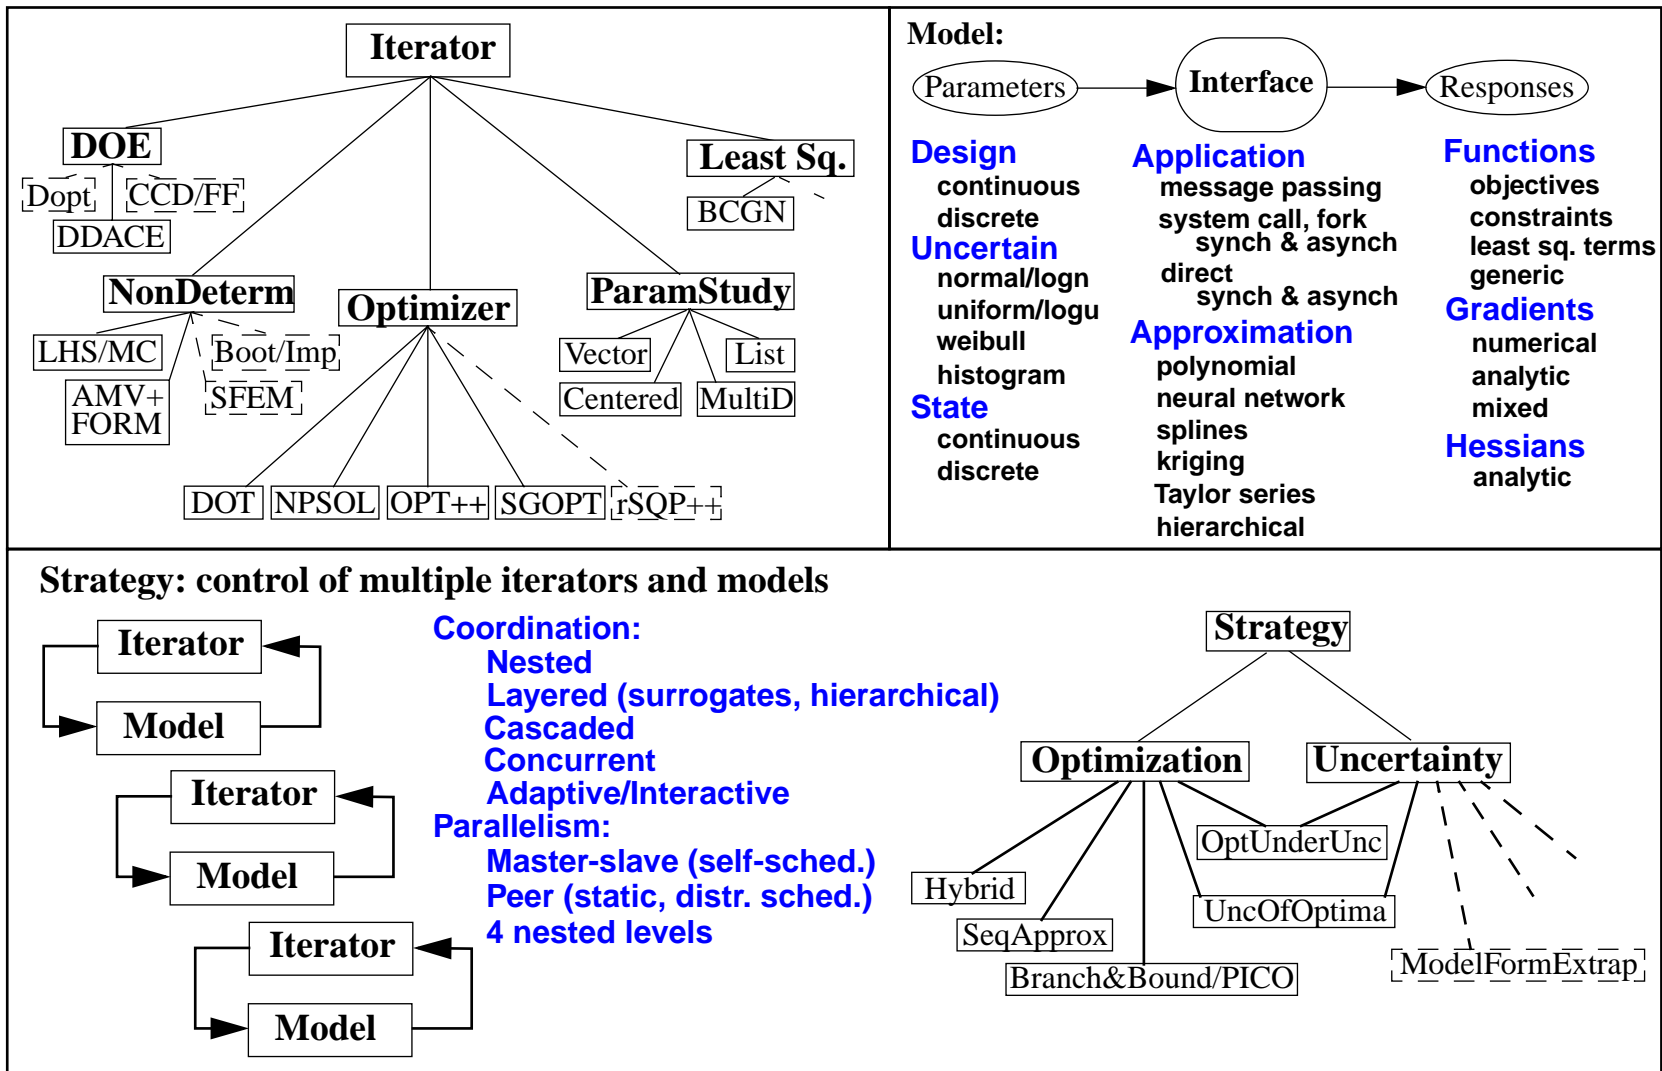 Iterator
DOE
Dopt
CCD/FF
DDACE
Least Sq.
BCGN
NonDeterm
LHS/MC
Boot/Imp
AMV+
FORM
SFEM
Optimizer
DOT
NPSOL
OPT++
SGOPT
rSQP++
ParamStudy
Vector
List
Centered
MultiD
Model:
Parameters
Interface
Responses
Design
continuous
discrete
Uncertain
normal/logn
uniform/logu
weibull
histogram
State
continuous
discrete
Application
message passing
system call, fork
synch & asynch
direct
synch & asynch
Approximation
polynomial
neural network
splines
kriging
Taylor series
hierarchical
Functions
objectives
constraints
least sq. terms
generic
Gradients
numerical
analytic
mixed
Hessians
analytic
Strategy: control of multiple iterators and models
Iterator
Model
Iterator
Model
Iterator
Model
Coordination:
Nested
Layered (surrogates, hierarchical)
Cascaded
Concurrent
Adaptive/Interactive
Parallelism:
Master-slave (self-sched.)
Peer (static, distr. sched.)
4 nested levels
Strategy
Optimization
Uncertainty
OptUnderUnc
Hybrid
UncOfOptima
SeqApprox
ModelFormExtrap
Branch&Bound/PICO